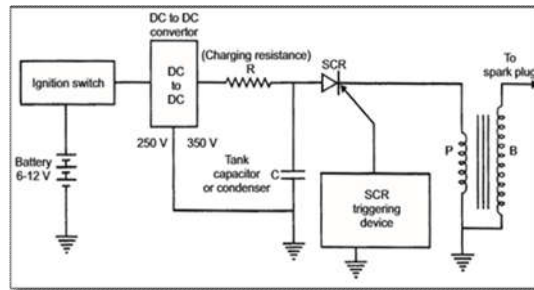 DC to DC
convertor
DC
to
DC
Ignition switch
(Charging resistance)
R
SCR
To
spark plug
Battery
6-12 V
250 V
350 V
Tank
capacitor
or condenser
C
SCR
triggering
device
P
B